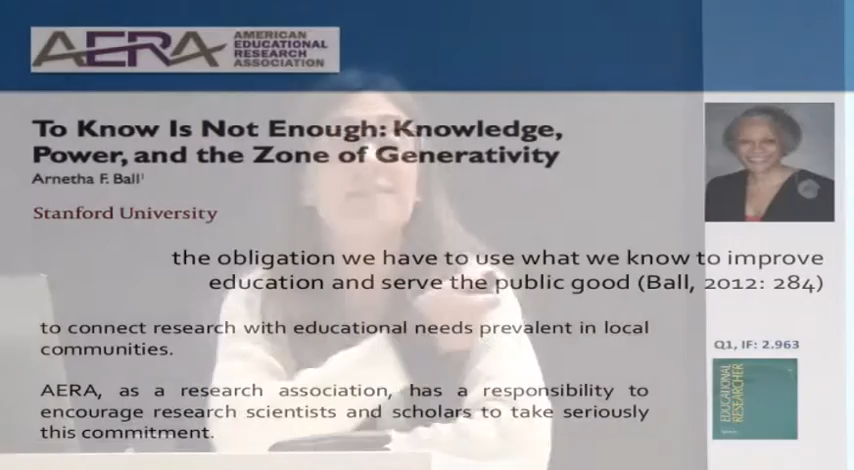 AERA
AMERICAN
EDUCATIONAL
RESEARCH
ASSOCIATION
To Know Is Not Enough: Knowledge,
Power, and the Zone of Generativity
Arnetha F. Ball¹
Stanford University
the obligation we have to use what we know to improve
education and serve the public good (Ball, 2012: 284)
to connect research with educational needs prevalent in local
communities.
AERA, as a research association, has a responsibility to
encourage research scientists and scholars to take seriously
this commitment.
Q1, IF: 2.963
EDUCATIONAL
RESEARCHER